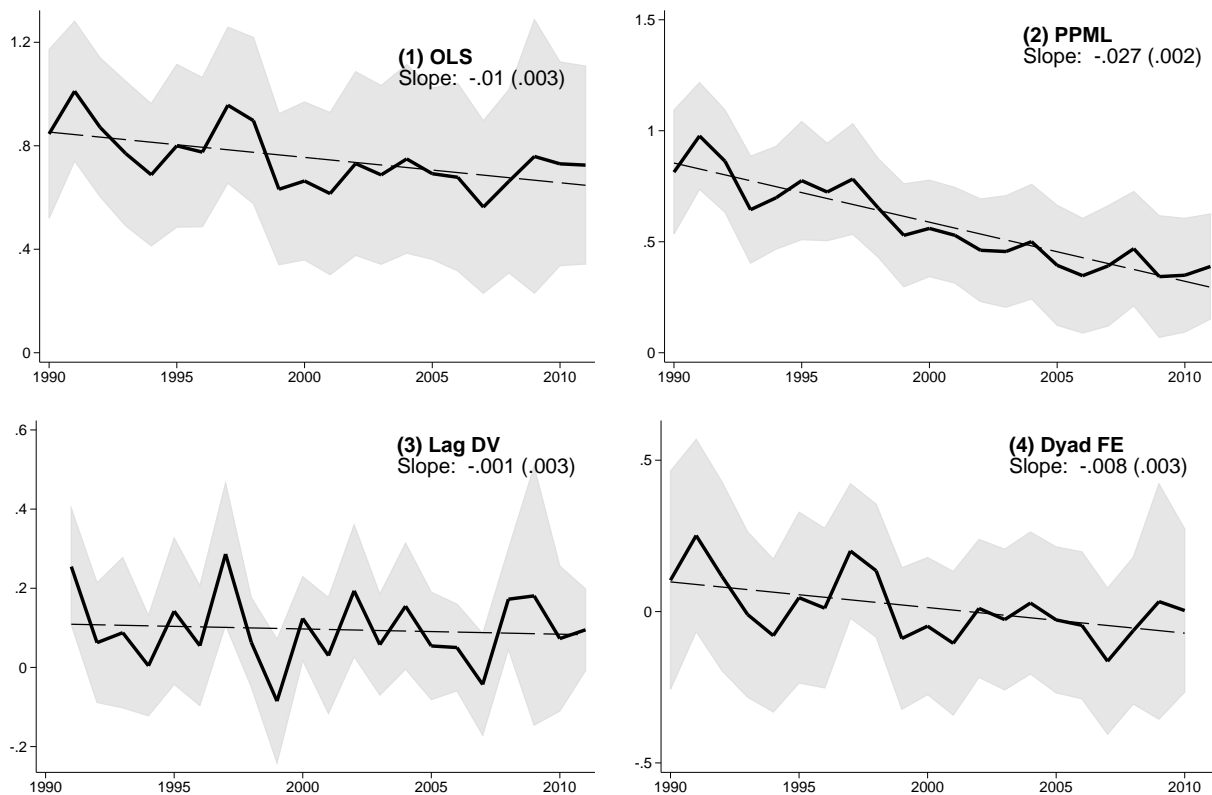 1.2
.8
.4
0
(1) OLS
Slope: -.01 (.003)
1990 1995 2000 2005 2010
1.5
1
.5
0
(2) PPML
Slope: -.027 (.002)
1990 1995 2000 2005 2010
.6
.4
.2
0
-.2
(3) Lag DV
Slope: -.001 (.003)
1990 1995 2000 2005 2010
.5
0
-.5
(4) Dyad FE
Slope: -.008 (.003)
1990 1995 2000 2005 2010